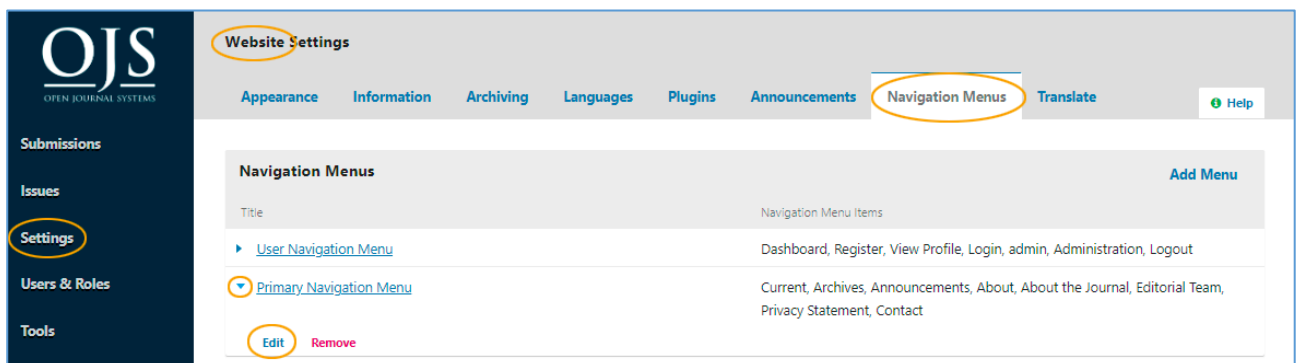 OJS
OPEN JOURNAL SYSTEMS
Submissions
Issues
Settings
Users & Roles
Tools
Website Settings
Appearance Information Archiving Languages Plugins Announcements Navigation Menus Translate
Help
Navigation Menus
Add Menu
Title Navigation Menu Items
User Navigation Menu Dashboard, Register, View Profile, Login, admin, Administration, Logout
Primary Navigation Menu Current, Archives, Announcements, About, About the Journal, Editorial Team,
Privacy Statement, Contact
Edit Remove